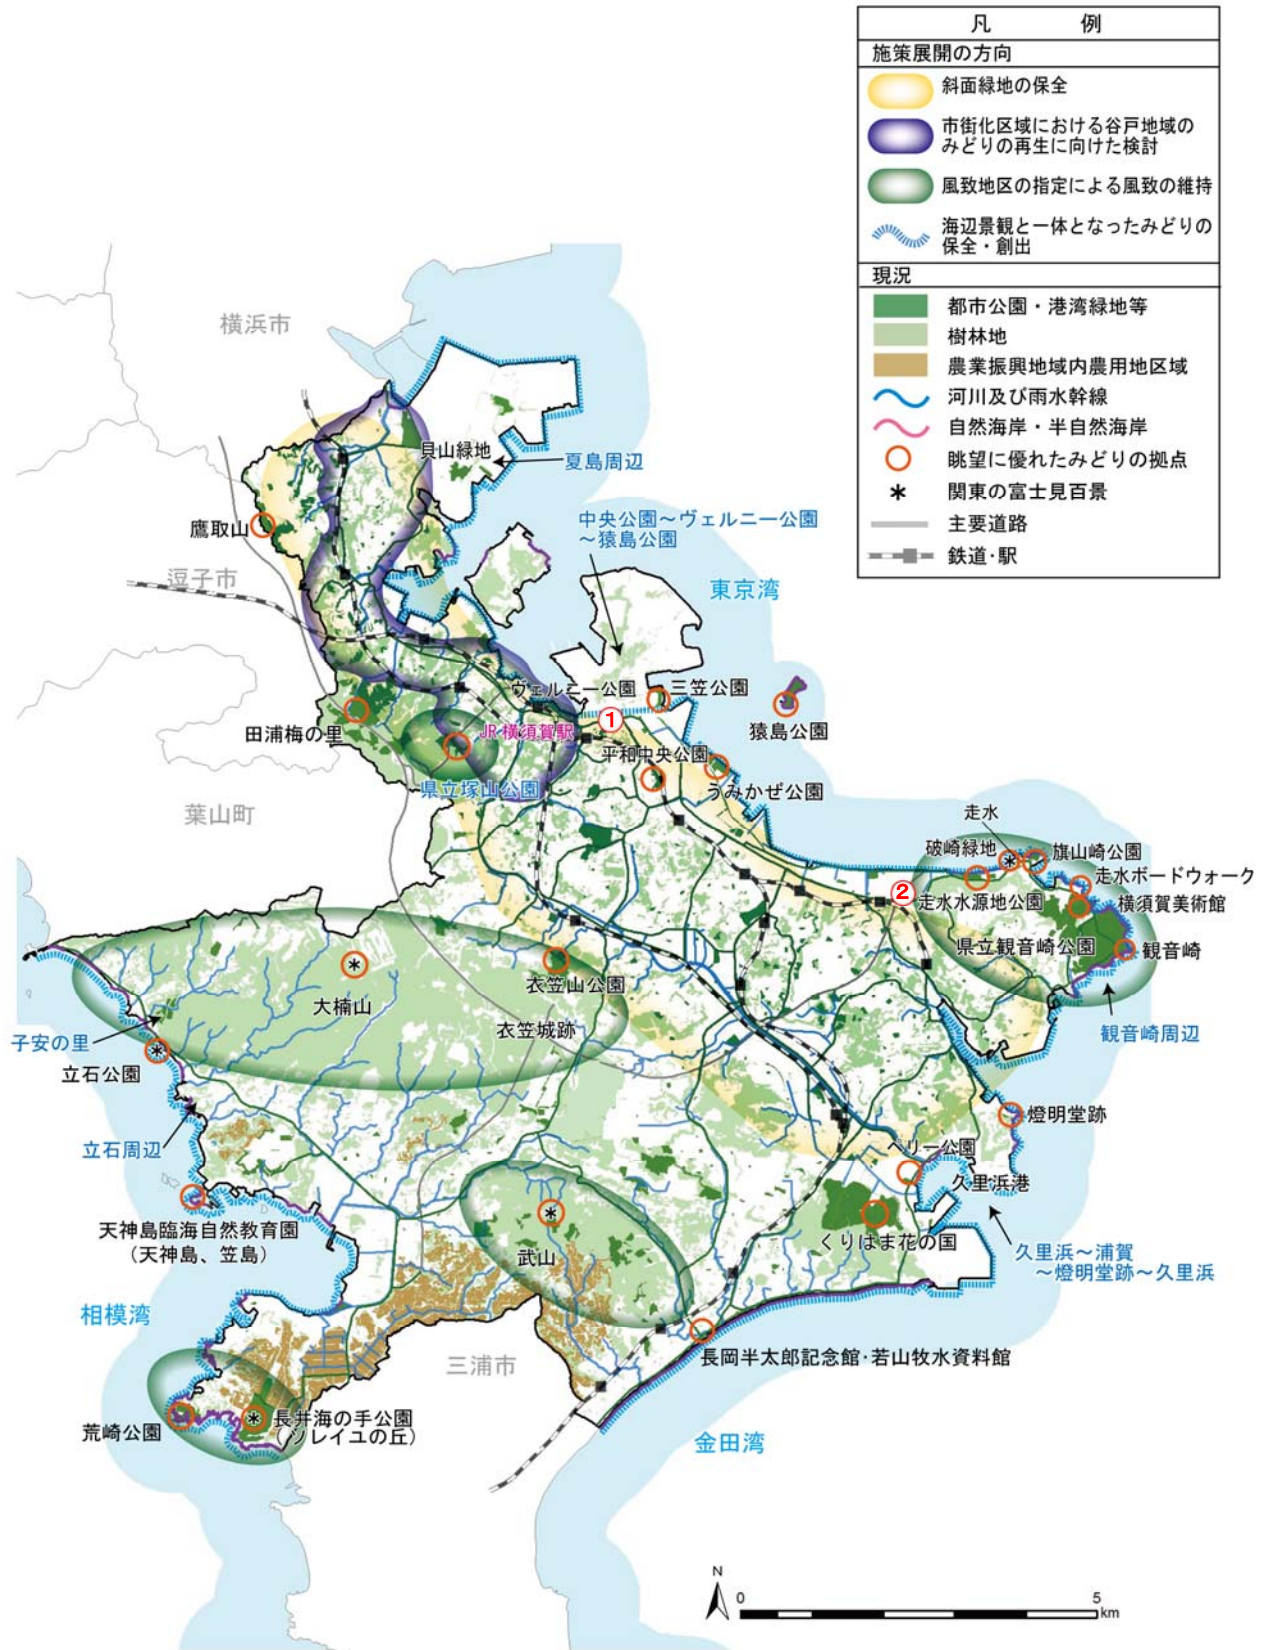 凡例
施策展開の方向
斜面緑地の保全
市街化区域における谷戸地域の
みどりの再生に向けた検討
風致地区の指定による風致の維持
海辺景観と一体となったみどりの
保全・創出
現況
都市公園・港湾緑地等
樹林地
農業振興地域内農用地区域
河川及び雨水幹線
自然海岸・半自然海岸
眺望に優れたみどりの拠点
関東の富士見百景
主要道路
鉄道・駅
横浜市
貝山緑地
夏島周辺
鷹取山
中央公園～ヴェルニー公園
～猿島公園
逗子市
東京湾
ヴェルニー公園
三笠公園
①
田浦梅の里
JR横須賀駅
猿島公園
平和中央公園
県立塚山公園
うみかぜ公園
葉山町
走水
破崎緑地
旗山崎公園
走水ボードウォーク
②
走水水源地公園
横須賀美術館
県立観音崎公園
観音崎
衣笠山公園
大楠山
衣笠城跡
観音崎周辺
子安の里
立石公園
燈明堂跡
立石周辺
ペリー公園
久里浜港
天神島臨海自然教育園
（天神島、笠島）
武山
くりはま花の国
久里浜～浦賀
～燈明堂跡～久里浜
相模湾
三浦市
長岡半太郎記念館・若山牧水資料館
長井海の手公園
（ソレイユの丘）
荒崎公園
金田湾
N
0
5
km